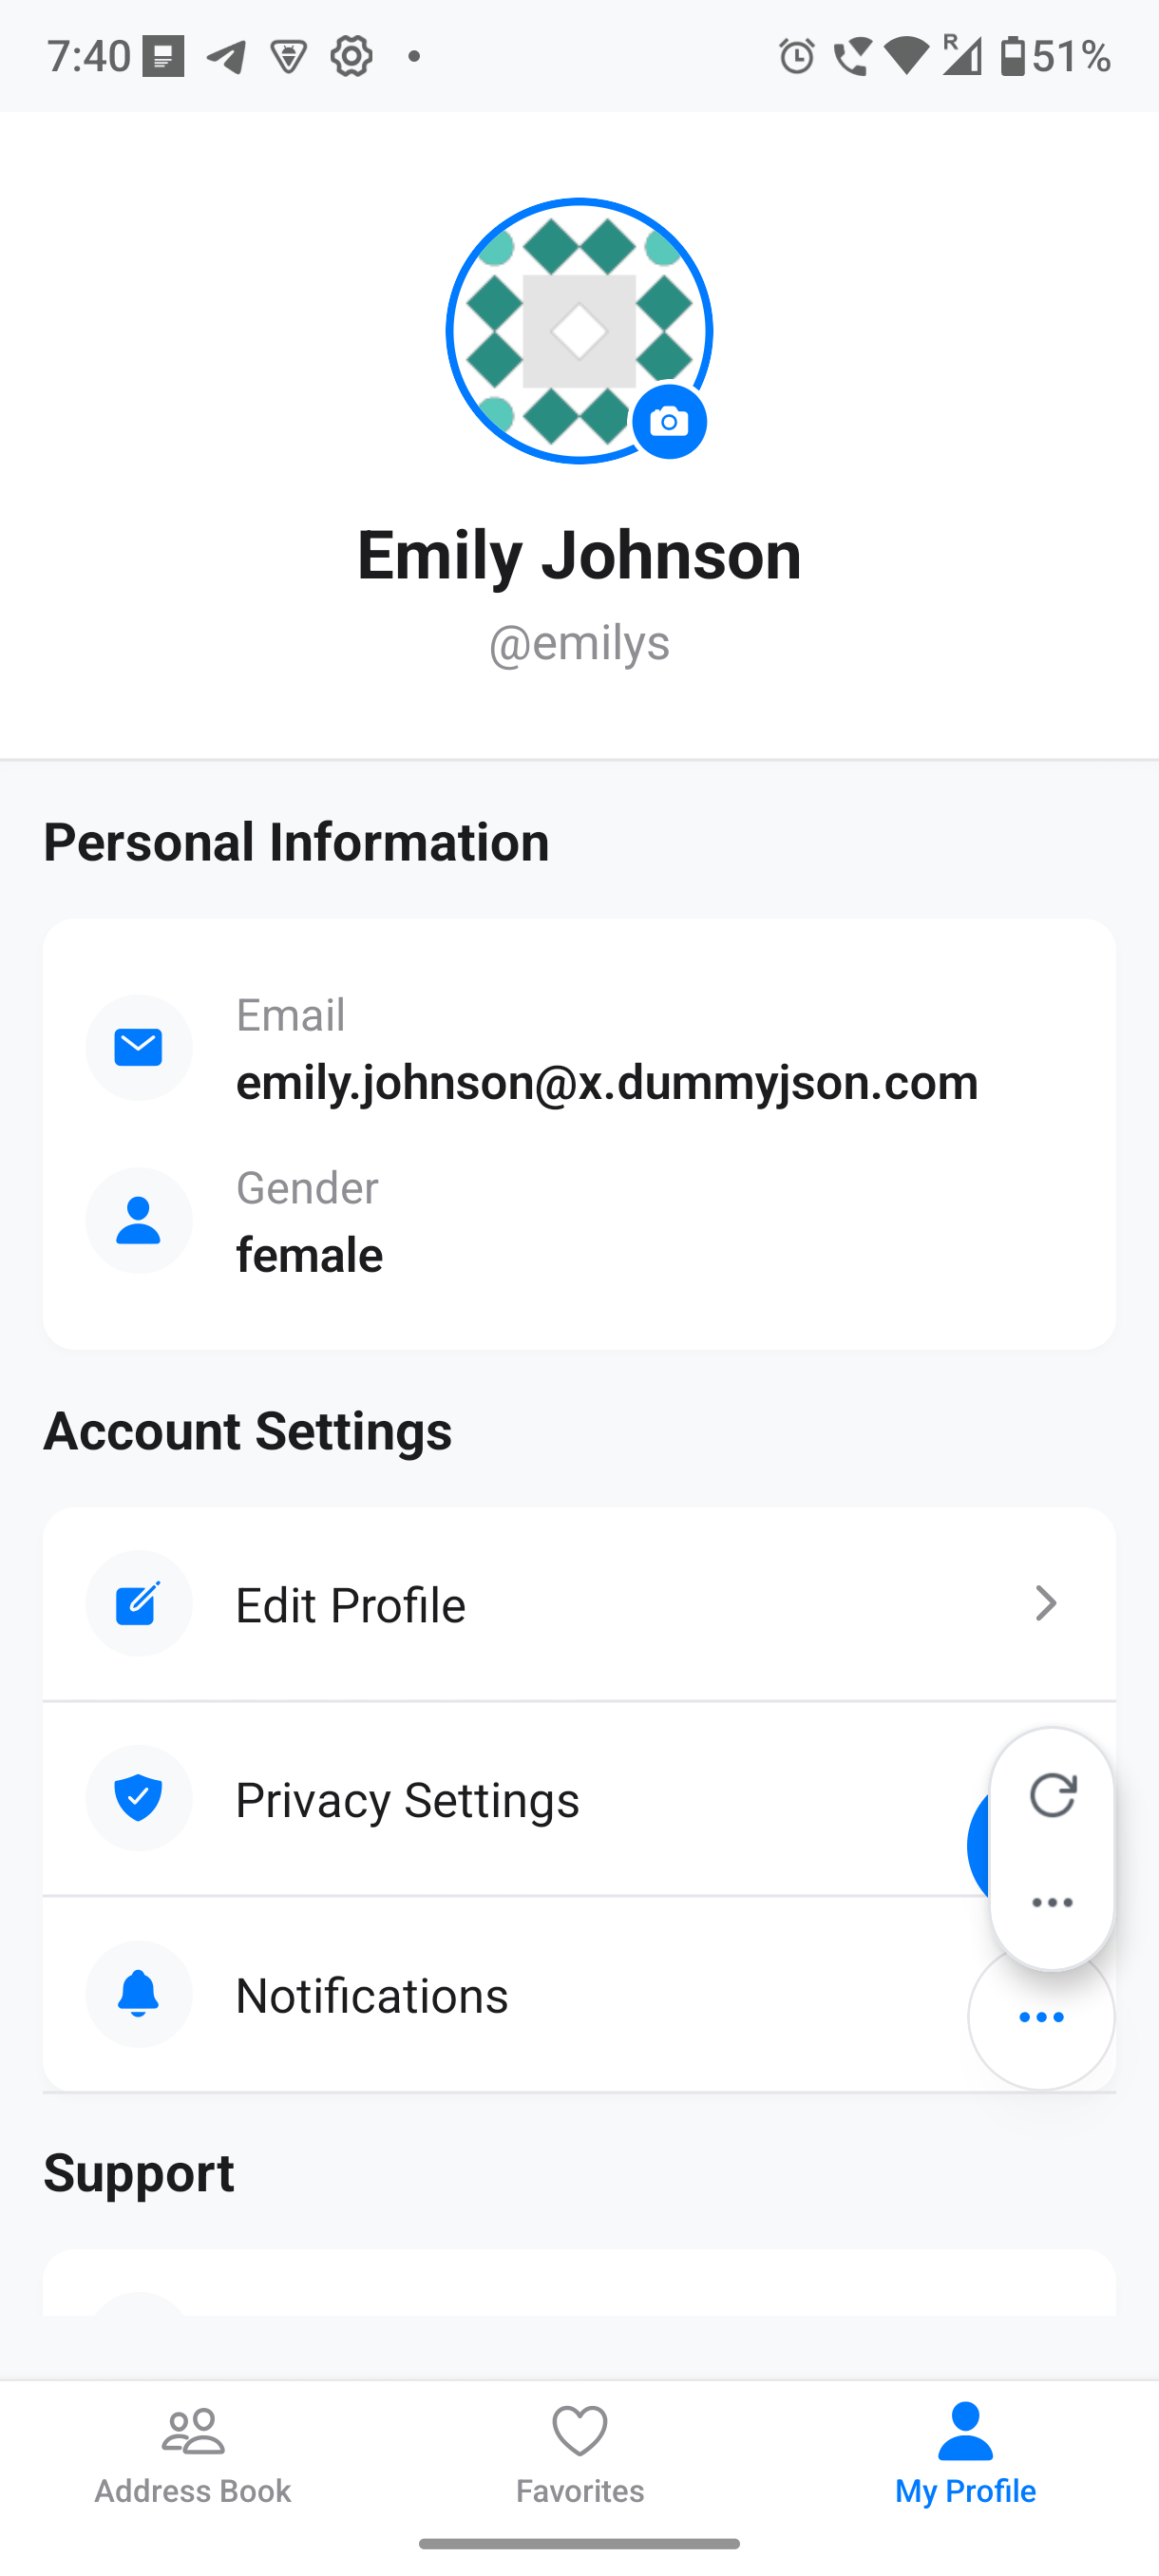 7:40
R
51%
Emily Johnson
@emilys
Personal Information
Email
emily.johnson@x.dummyjson.com
Gender
female
Account Settings
Edit Profile
Privacy Settings
Notifications
Support
Address Book
Favorites
My Profile